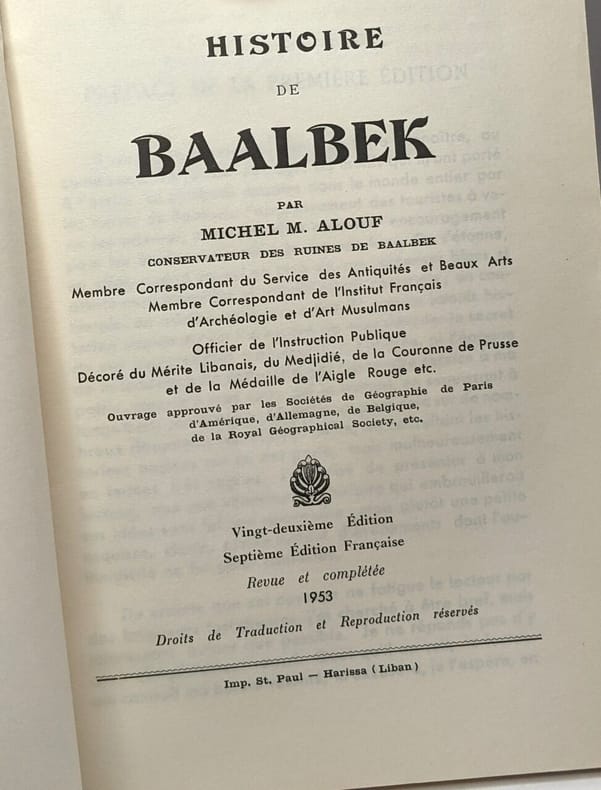 HISTOIRE
DE
BAALBEK
PAR
MICHEL M. ALOUF
CONSERVATEUR DES RUINES DE BAALBEK
Membre Correspondant du Service des Antiquités et Beaux Arts
Membre Correspondant de l'Institut Français
d'Archéologie et d'Art Musulmans
Officier de l'Instruction Publique
Décoré du Mérite Libanais, du Medjidié, de la Couronne de Prusse
et de la Médaille de l'Aigle Rouge etc.
Ouvrage approuvé par les Sociétés de Géographie de Paris
d'Amérique, d'Allemagne, de Belgique,
de la Royal Géographical Society, etc.
Vingt-deuxième Édition
Septième Édition Française
Revue et complétée
1953
Droits de Traduction et Reproduction réservés
Imp. St. Paul — Harissa (Liban)